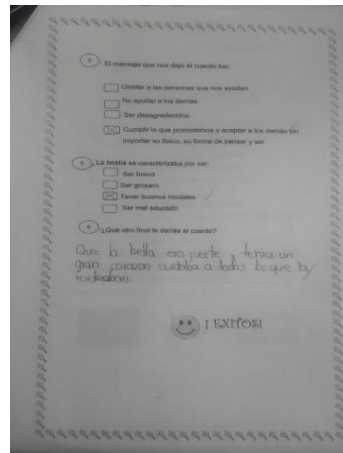 El mensaje que nos dejó el cuento fue:
Olvidar a las personas que nos ayudan
No ayudar a los demás
Ser desagradecidos
Cumplir lo que prometemos y aceptar a los demás sin
importar su físico, su forma de pensar y ser
5 La bestia se caracterizaba por ser:
Ser bravo
Ser grosero
Tener buenos modales
Ser mal educado
¿Qué otro final le darías al cuento?
Que la bella era fuerte y tenia un
gran corazón cuidaba a todos lo que la
rodeaban.
¡ EXITOS!